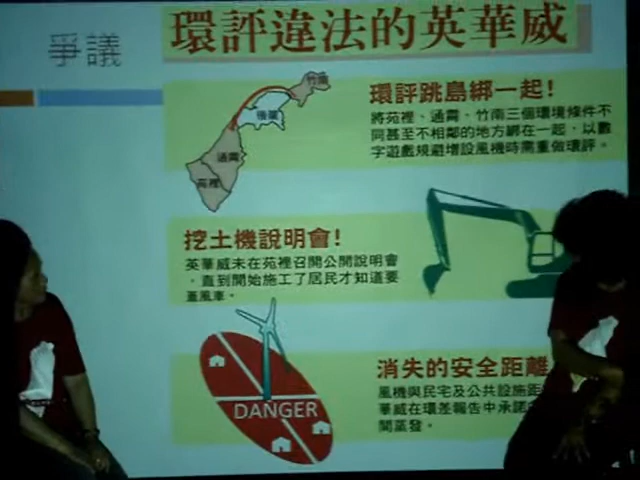 爭議
環評違法的英華威
竹南
後龍
通霄
苑裡
環評跳島綁一起!
將苑裡、通霄、竹南三個環境條件不
同甚至不相鄰的地方綁在一起,以數
字遊戲規避增設風機時需重做環評。
挖土機說明會!
英華威未在苑裡召開公開說明會
,直到開始施工了居民才知道要
蓋風車。
消失的安全距離
風機與民宅及公共設施距
華威在環差報告中承諾
開蒸發。
DANGER